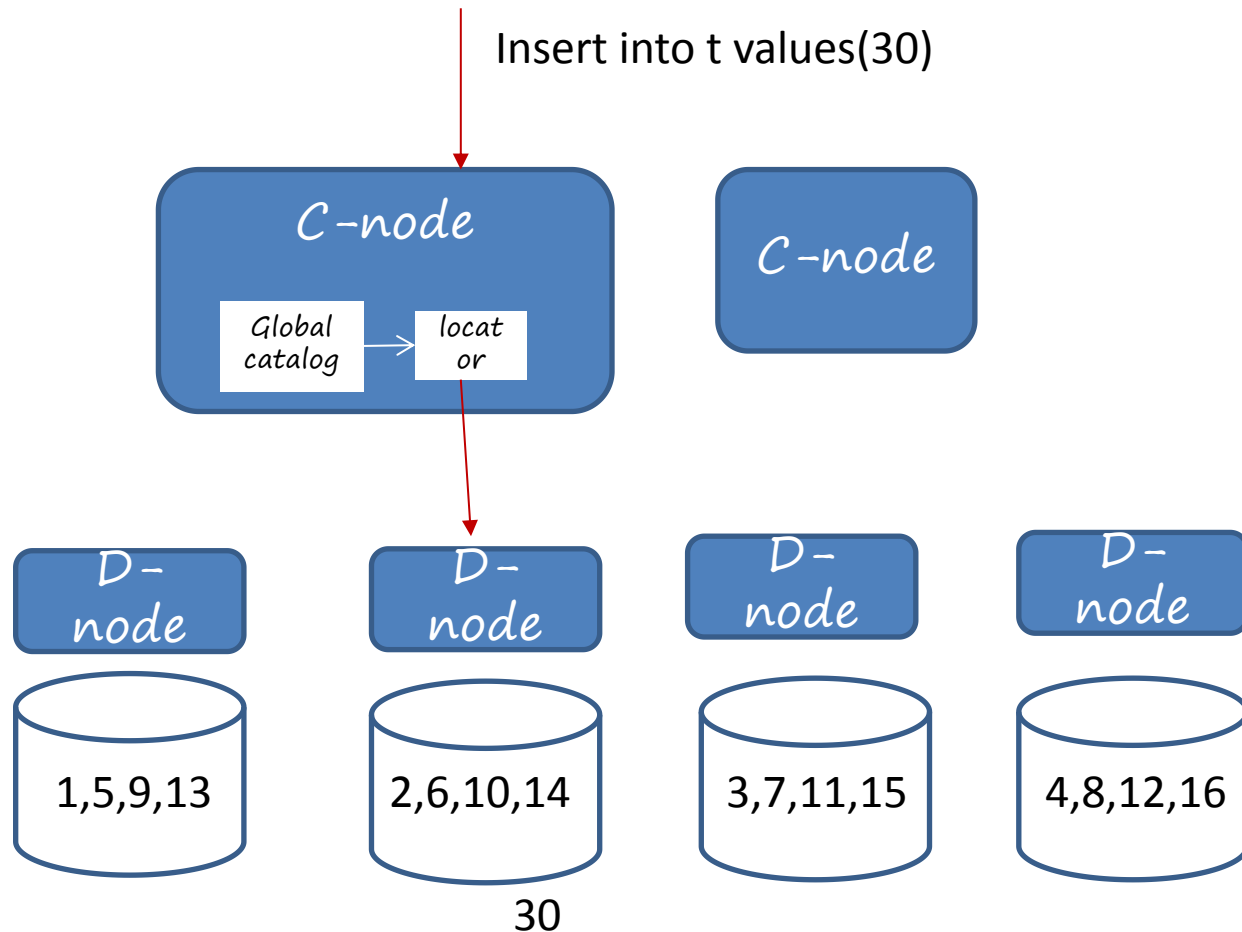 Insert into t values(30)
C-node
C-node
Global
catalog
locat
or
D-
node
D-
node
D-
node
D-
node
1,5,9,13
2,6,10,14
3,7,11,15
4,8,12,16
30